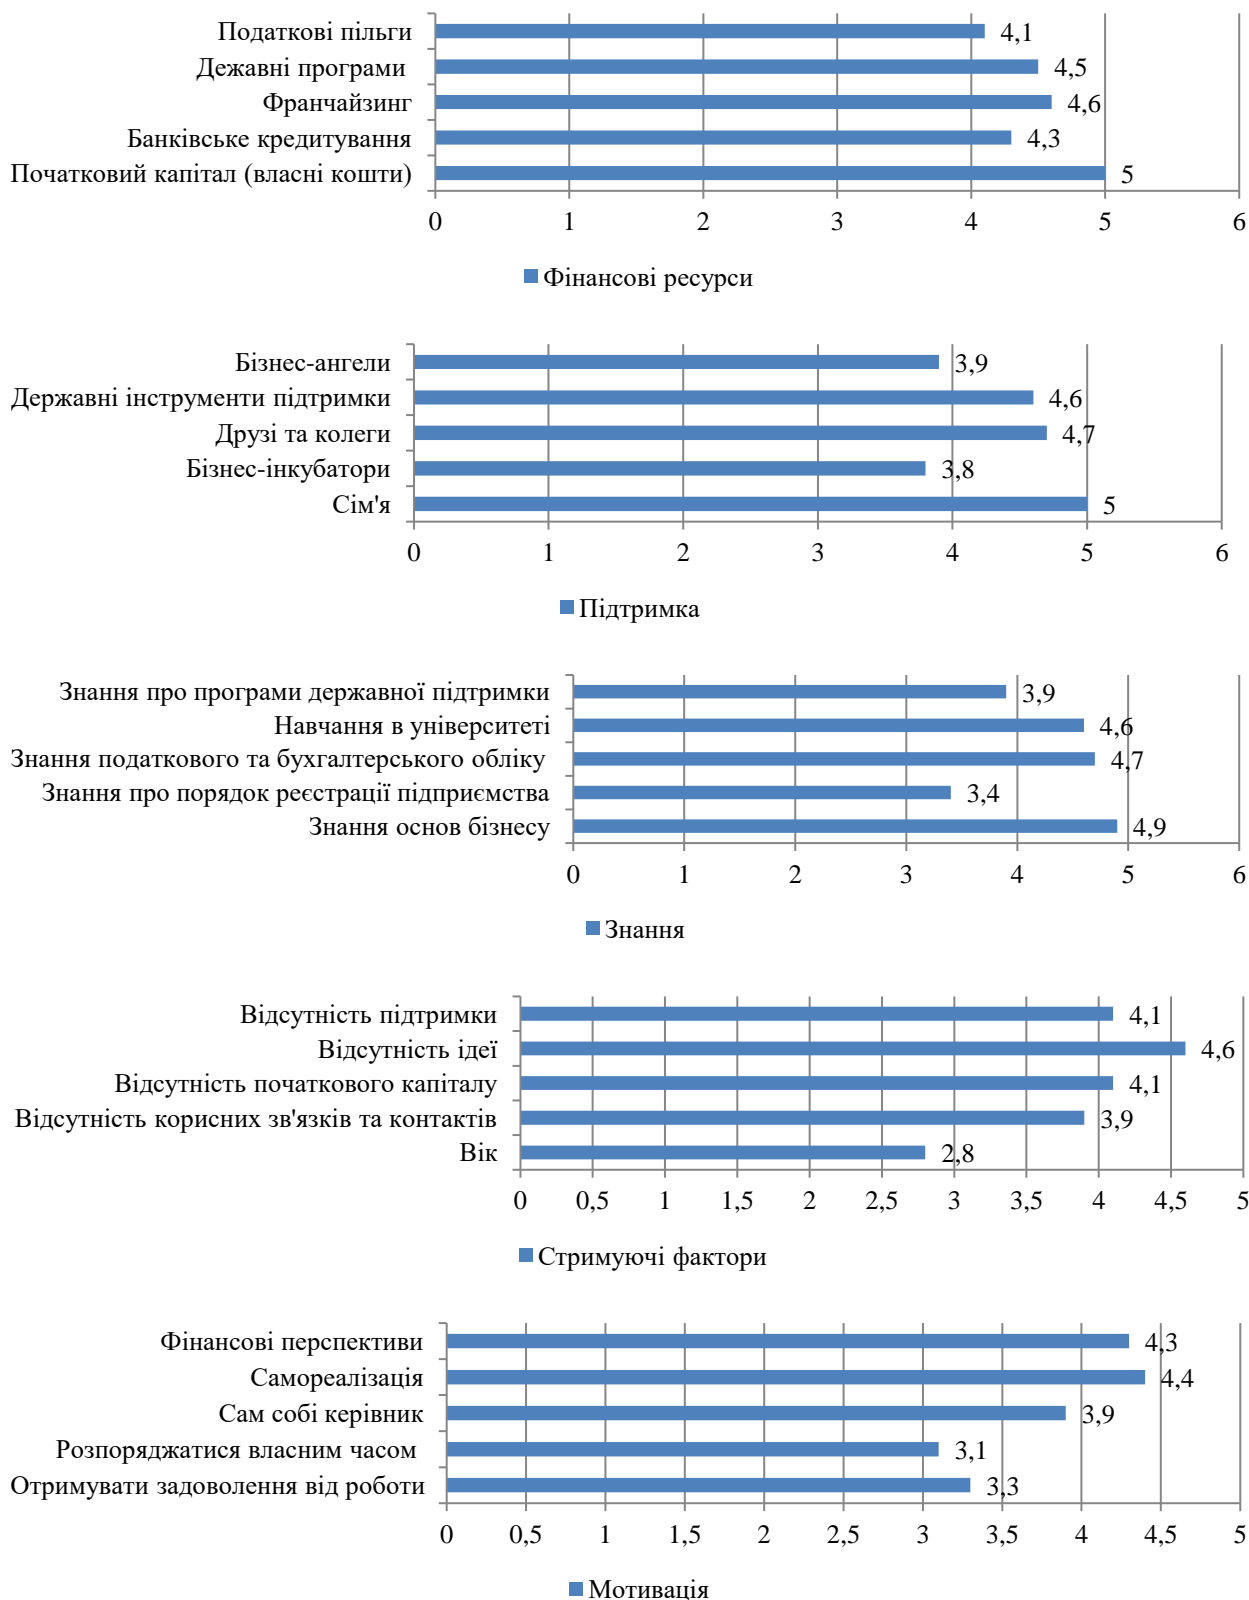 Податкові пільги 4,1
Дежавні програми 4,5
Франчайзинг 4,6
Банківське кредитування 4,3
Початковий капітал (власні кошти) 5
0 1 2 3 4 5 6
Фінансові ресурси
Бізнес-ангели 3,9
Державні інструменти підтримки 4,6
Друзі та колеги 4,7
Бізнес-інкубатори 3,8
Сім'я 5
0 1 2 3 4 5 6
Підтримка
Знання про програми державної підтримки 3,9
Навчання в університеті 4,6
Знання податкового та бухгалтерського обліку 4,7
Знання про порядок реєстрації підприємства 3,4
Знання основ бізнесу 4,9
0 1 2 3 4 5 6
Знання
Відсутність підтримки 4,1
Відсутність ідеї 4,6
Відсутність початкового капіталу 4,1
Відсутність корисних зв'язків та контактів 3,9
Вік 2,8
0 0,5 1 1,5 2 2,5 3 3,5 4 4,5 5
Стримуючі фактори
Фінансові перспективи 4,3
Самореалізація 4,4
Сам собі керівник 3,9
Розпоряджатися власним часом 3,1
Отримувати задоволення від роботи 3,3
0 0,5 1 1,5 2 2,5 3 3,5 4 4,5 5
Мотивація